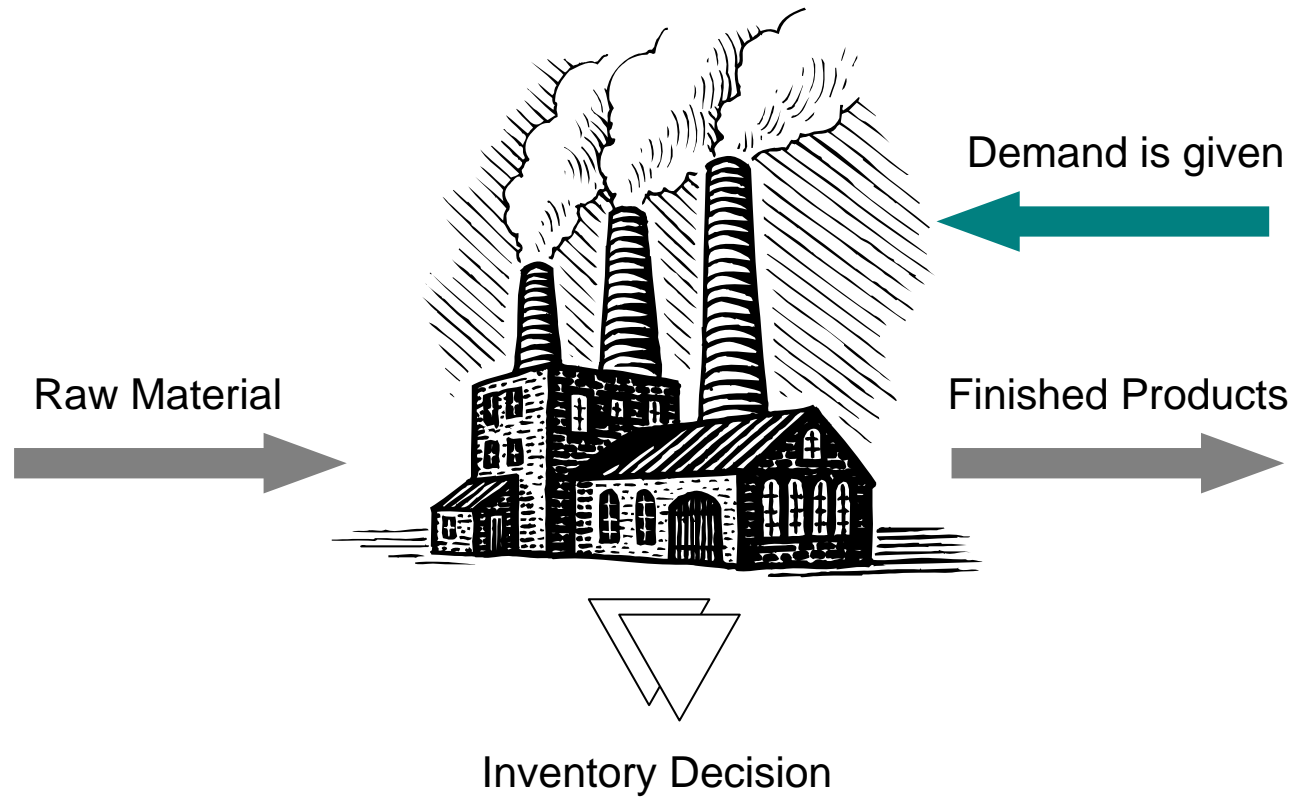 Demand is given
Raw Material
Finished Products
Inventory Decision